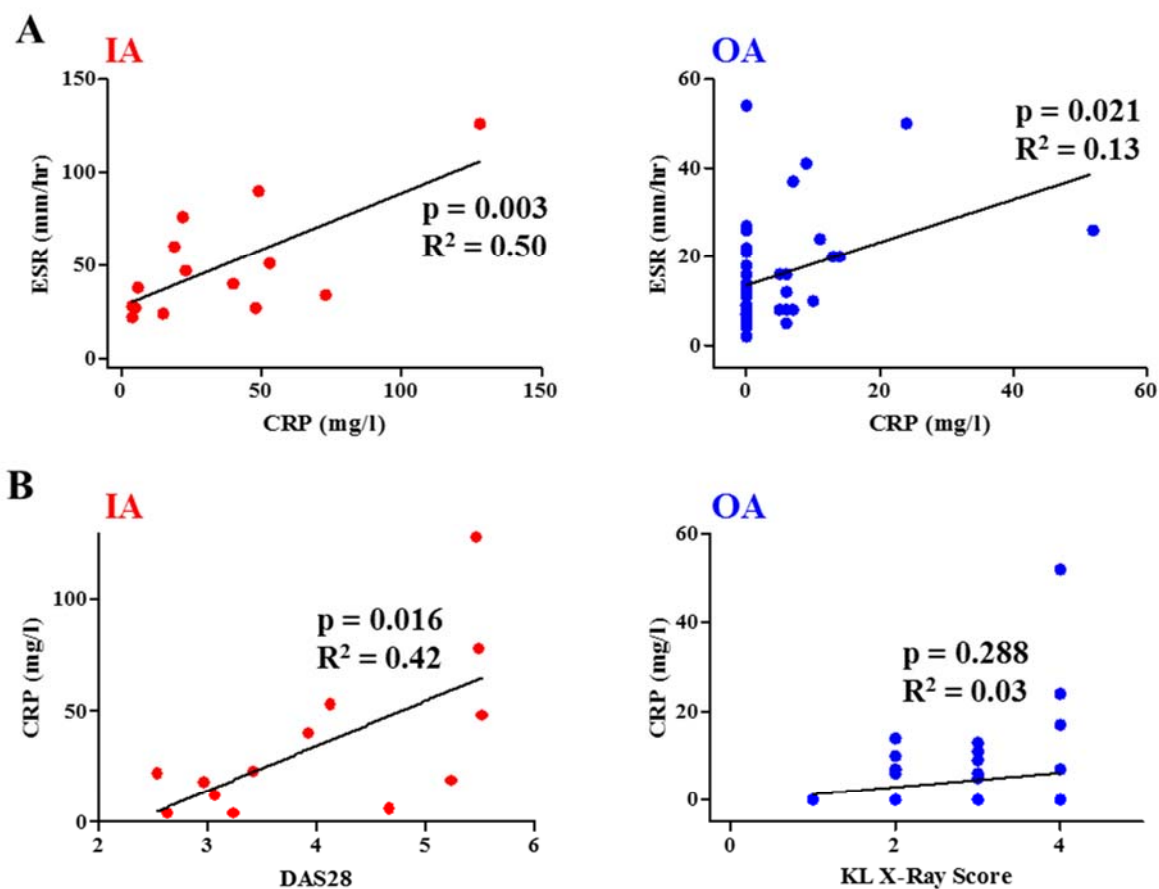 A
IA
150
100
50
0
ESR (mm/hr)
p = 0.003
R² = 0.50
0 50 100 150
CRP (mg/l)
OA
60
40
20
0
ESR (mm/hr)
p = 0.021
R² = 0.13
0 20 40 60
CRP (mg/l)
B
IA
100
50
0
CRP (mg/l)
p = 0.016
R² = 0.42
2 3 4 5 6
DAS28
OA
60
40
20
0
CRP (mg/l)
p = 0.288
R² = 0.03
0 2 4
KL X-Ray Score